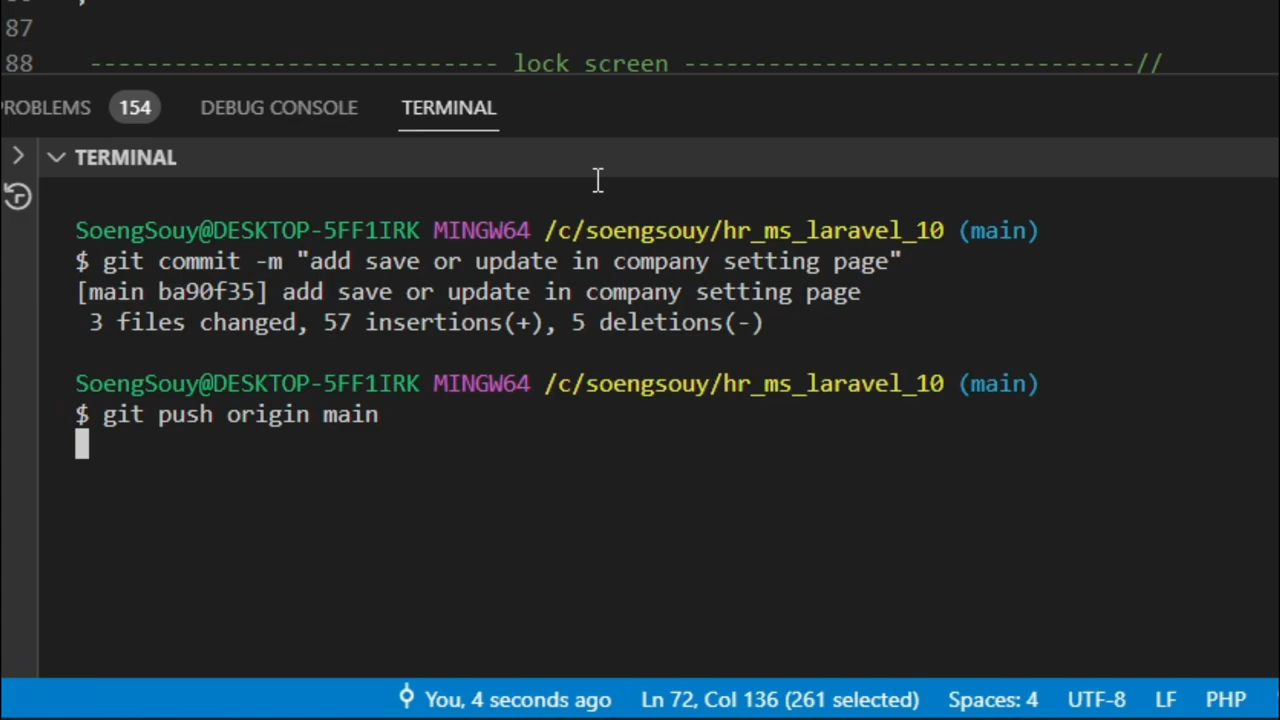 87
88 ------------------------------ lock screen ---------------------------------//
PROBLEMS 154 DEBUG CONSOLE TERMINAL
TERMINAL
SoengSouy@DESKTOP-5FF1IRK MINGW64 /c/soengsouy/hr_ms_laravel_10 (main)
$ git commit -m "add save or update in company setting page"
[main ba90f35] add save or update in company setting page
3 files changed, 57 insertions(+), 5 deletions(-)
SoengSouy@DESKTOP-5FF1IRK MINGW64 /c/soengsouy/hr_ms_laravel_10 (main)
$ git push origin main
You, 4 seconds ago Ln 72, Col 136 (261 selected) Spaces: 4 UTF-8 LF PHP